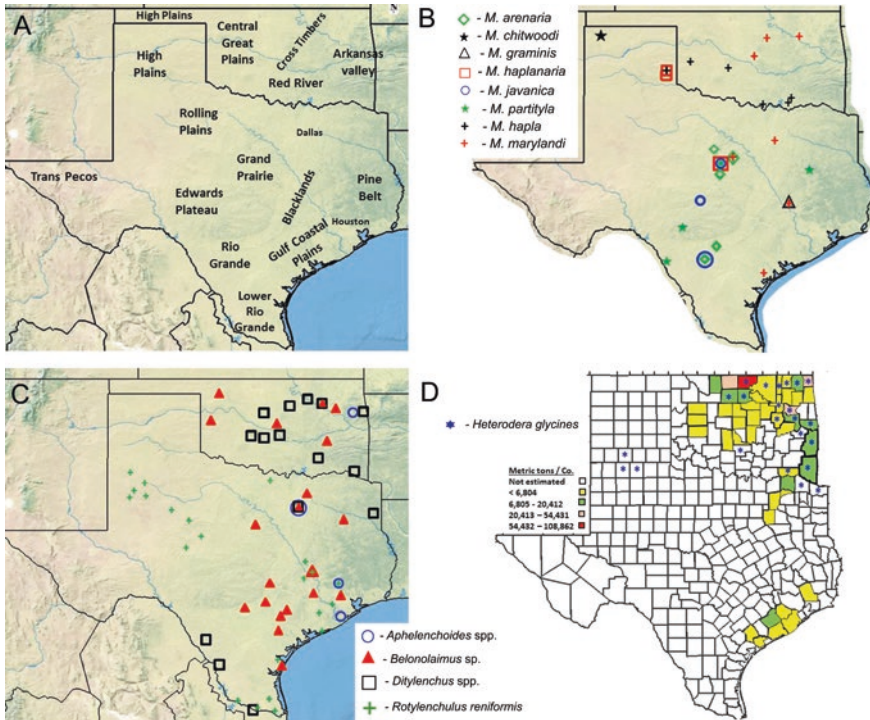 A
High Plains
High Plains
Central Great Plains
Cross Timbers
Arkansas valley
Red River
Rolling Plains
Dallas
Grand Prairie
Trans Pecos
Pine Belt
Edwards Plateau
Blacklands
Houston
Rio Grande
Gulf Coastal Plains
Lower Rio Grande
B
- M. arenaria
- M. chitwoodi
- M. graminis
- M. haplanaria
- M. javanica
- M. partityla
- M. hapla
- M. marylandi
C
- Aphelenchoides spp.
- Belonolaimus sp.
- Ditylenchus spp.
- Rotylenchulus reniformis
D
- Heterodera glycines
Metric tons / Co.
Not estimated
< 6,804
6,805 - 20,412
20,413 – 54,431
54,432 – 108,862